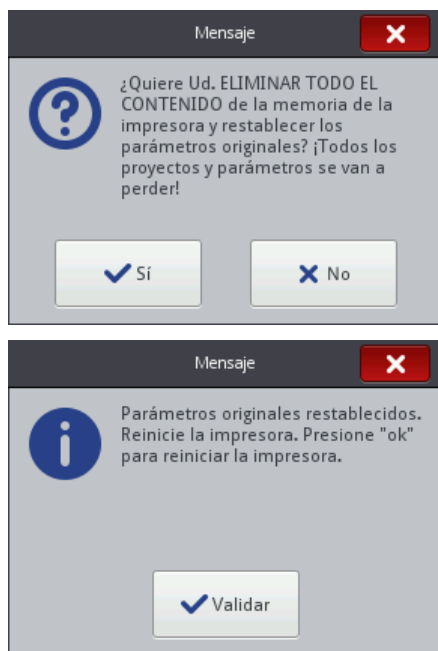 Mensaje
¿Quiere Ud. ELIMINAR TODO EL
CONTENIDO de la memoria de la
impresora y restablecer los
parámetros originales? ¡Todos los
proyectos y parámetros se van a
perder!
Sí
No
Mensaje
Parámetros originales restablecidos.
Reinicie la impresora. Presione "ok"
para reiniciar la impresora.
Validar